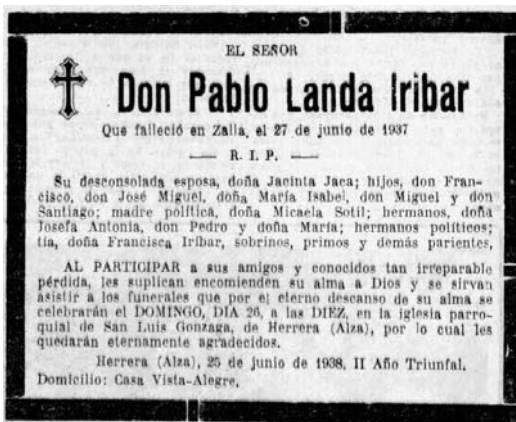 EL SEÑOR
Don Pablo Landa Iribar
Que falleció en Zalla, el 27 de junio de 1937
— R. I. P. —
Su desconsolada esposa, doña Jacinta Jaca; hijos, don Fran-
cisco, don José Miguel, doña María Isabel, don Miguel y don
Santiago; madre política, doña Micaela Sotil; hermanos, doña
Josefa Antonia, don Pedro y doña María; hermanos políticos;
tía, doña Francisca Iríbar, sobrinos, primos y demás parientes,
AL PARTICIPAR a sus amigos y conocidos tan irreparable
pérdida, les suplican encomienden su alma a Dios y se sirvan
asistir a los funerales que por el eterno descanso de su alma se
celebrarán el DOMINGO, DIA 26, a las DIEZ, en la iglesia parro-
quial de San Luis Gonzaga, de Herrera (Alza), por lo cual les
quedarán eternamente agradecidos.
Herrera (Alza), 25 de junio de 1938, II Año Triunfal.
Domicilio: Casa Vista-Alegre.